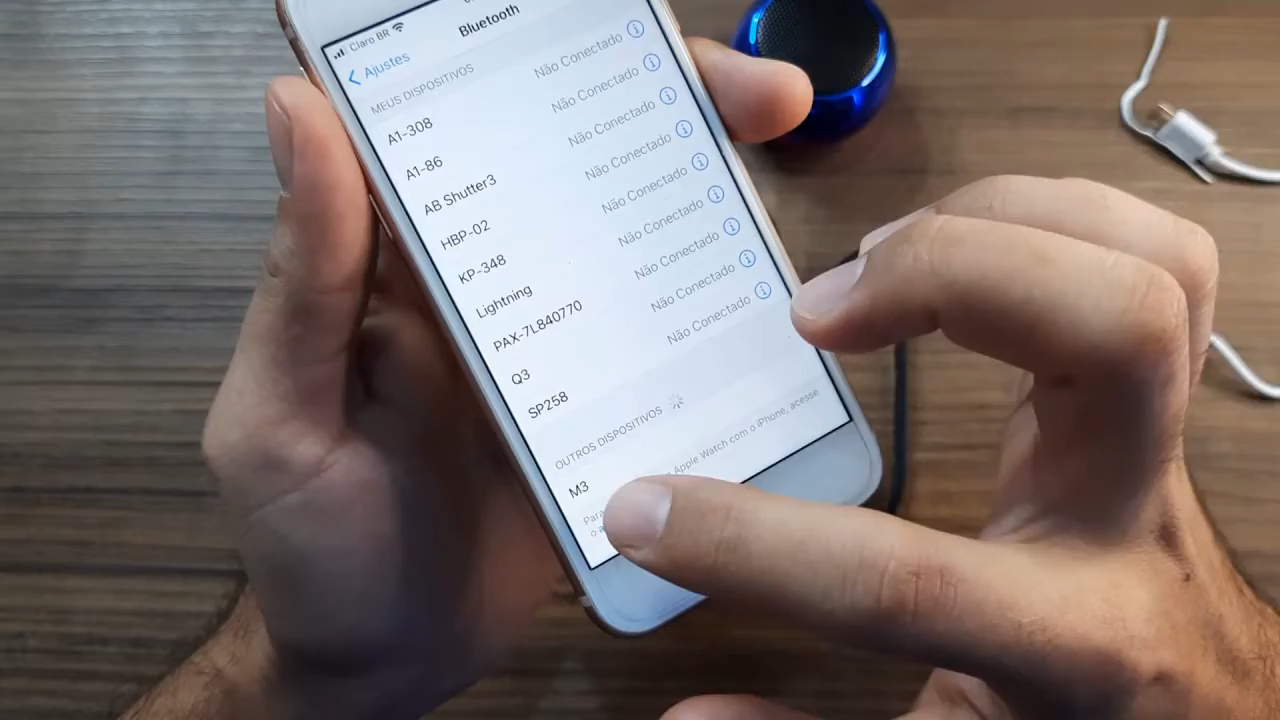 Claro BR
Bluetooth
Ajustes
MEUS DISPOSITIVOS
A1-308 Não Conectado
A1-86 Não Conectado
AB Shutter3 Não Conectado
HBP-02 Não Conectado
KP-348 Não Conectado
Lightning Não Conectado
PAX-7L840770 Não Conectado
Q3 Não Conectado
SP258 Não Conectado
OUTROS DISPOSITIVOS
M3
Para Apple Watch com o iPhone, acesse
o